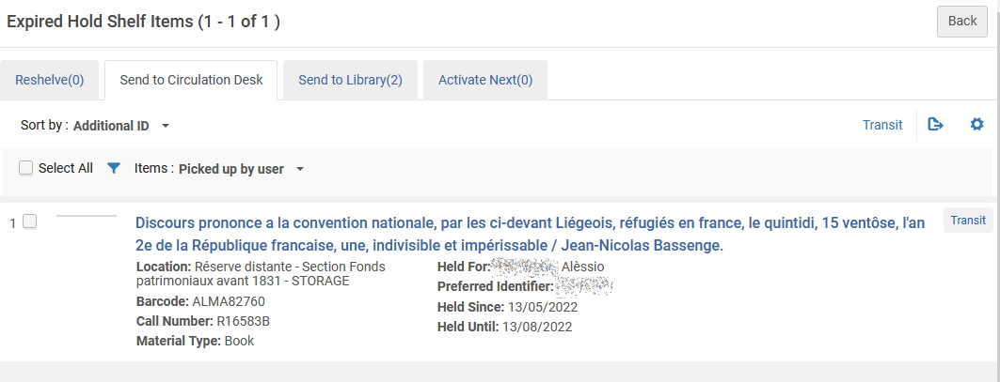 Expired Hold Shelf Items (1 - 1 of 1 )
Back
Reshelve(0)
Send to Circulation Desk
Send to Library(2)
Activate Next(0)
Sort by : Additional ID
Transit
Select All
Items : Picked up by user
1
Discours prononce a la convention nationale, par les ci-devant Liégeois, réfugiés en france, le quintidi, 15 ventôse, l'an
2e de la République francaise, une, indivisible et impérissable / Jean-Nicolas Bassenge.
Transit
Location: Réserve distante - Section Fonds
patrimoniaux avant 1831 - STORAGE
Barcode: ALMA82760
Call Number: R16583B
Material Type: Book
Held For: Alèssio
Preferred Identifier:
Held Since: 13/05/2022
Held Until: 13/08/2022